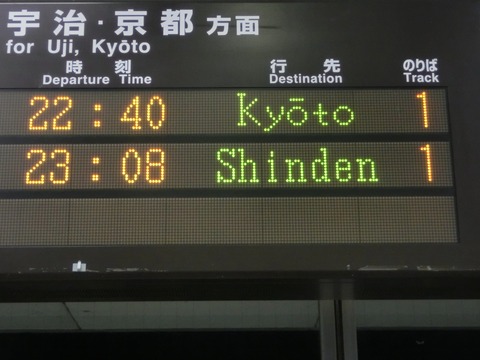 宇治・京都 方面
for Uji, Kyōto
時刻 行先 のりば
Departure Time Destination Track
22:40 Kyōto 1
23:08 Shinden 1